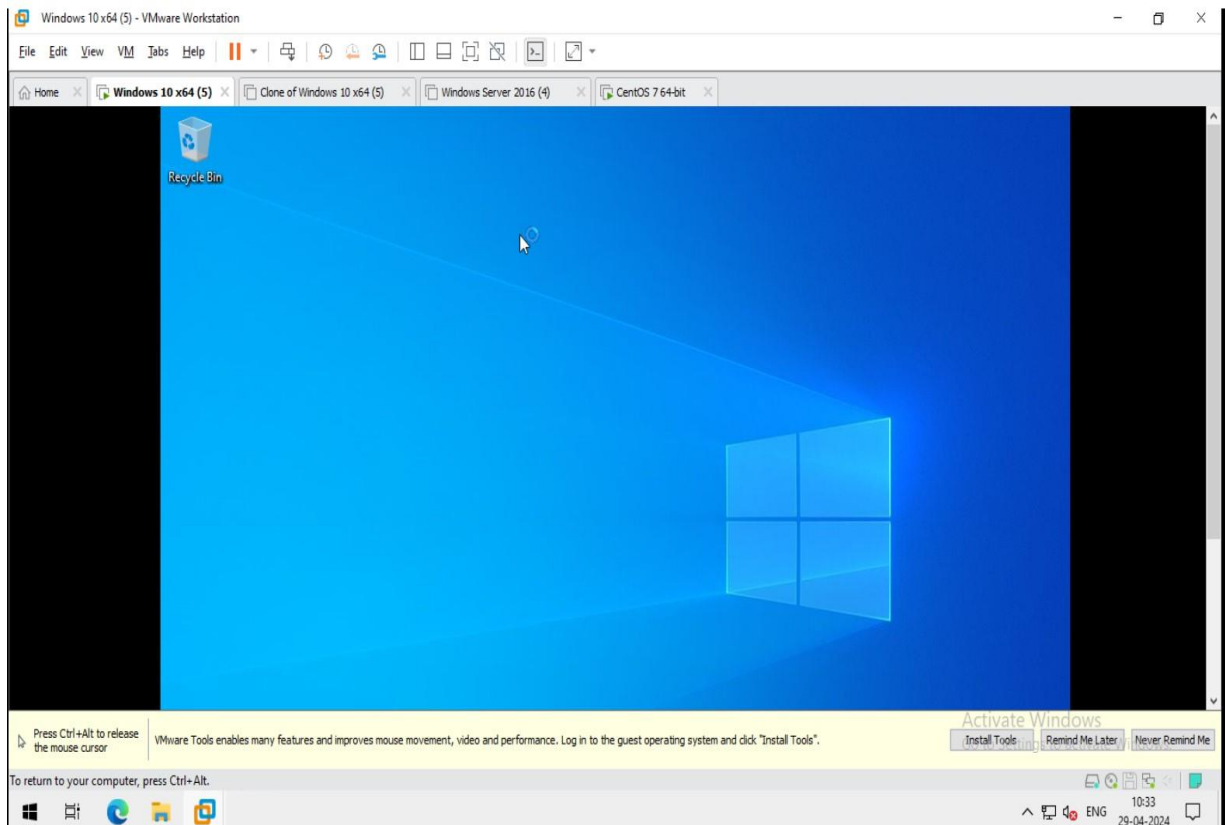 Windows 10 x64 (5) - VMware Workstation
File Edit View VM Tabs Help
Home Windows 10 x64 (5) Clone of Windows 10 x64 (5) Windows Server 2016 (4) CentOS 7 64-bit
Recycle Bin
Activate Windows
Press Ctrl+Alt to release
the mouse cursor
VMware Tools enables many features and improves mouse movement, video and performance. Log in to the guest operating system and click "Install Tools".
Install Tools Remind Me Later Never Remind Me
To return to your computer, press Ctrl+Alt.
ENG
10:33
29-04-2024